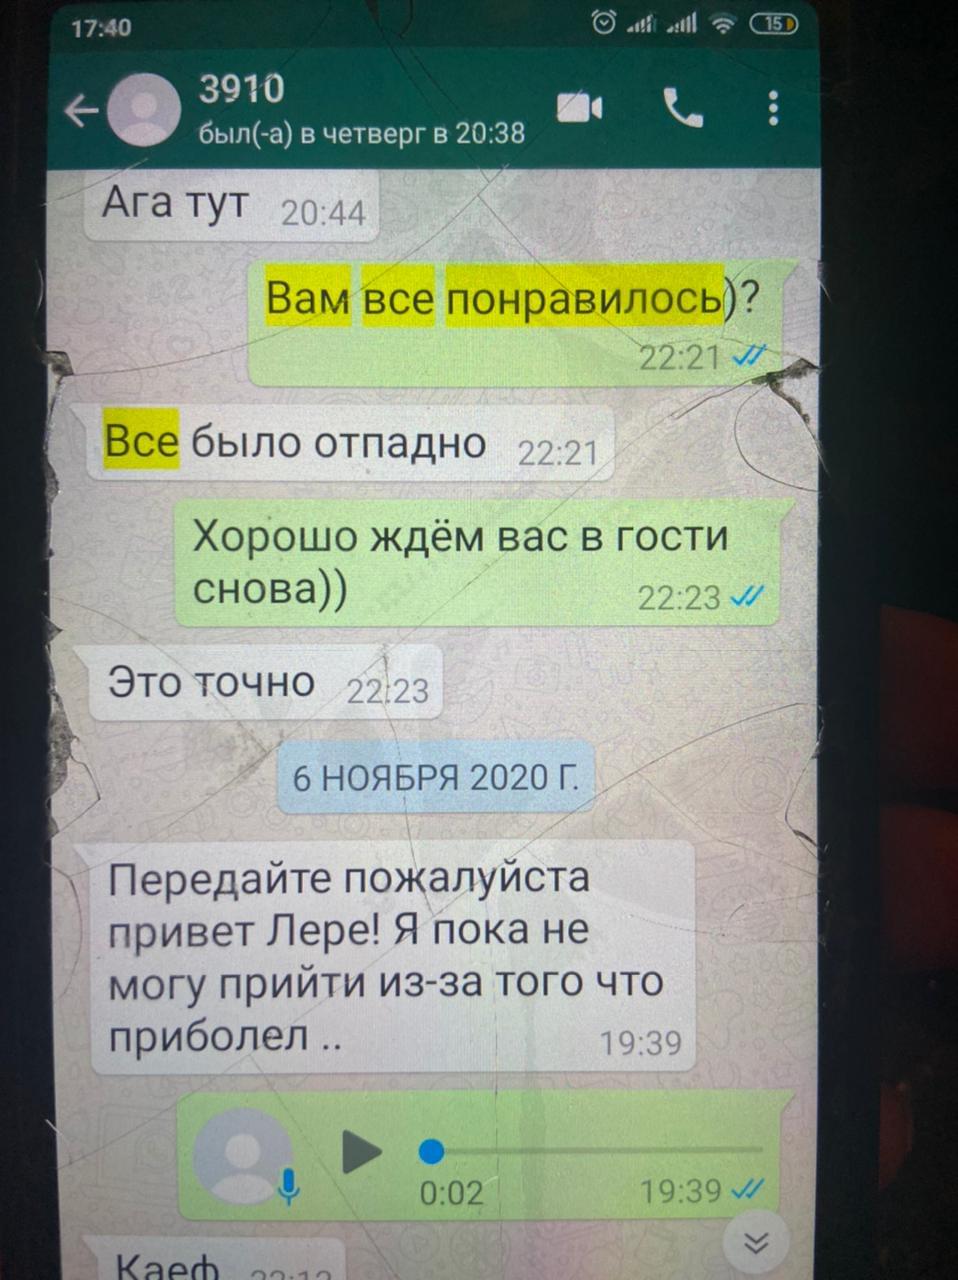 17:40
15
3910
был(-а) в четверг в 20:38
Ага тут 20:44
Вам все понравилось)?
22:21
Все было отпадно 22:21
Хорошо ждём вас в гости
снова)) 22:23
Это точно 22:23
6 НОЯБРЯ 2020 Г.
Передайте пожалуйста
привет Лере! Я пока не
могу прийти из-за того что
приболел .. 19:39
0:02 19:39
Каеф